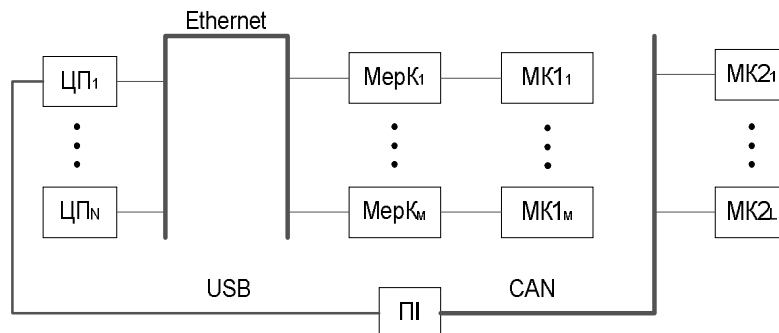 Ethernet
ЦП1 МерК1 МК11 МК21
ЦПN МерКM МК1M МК2L
USB CAN
ПІ